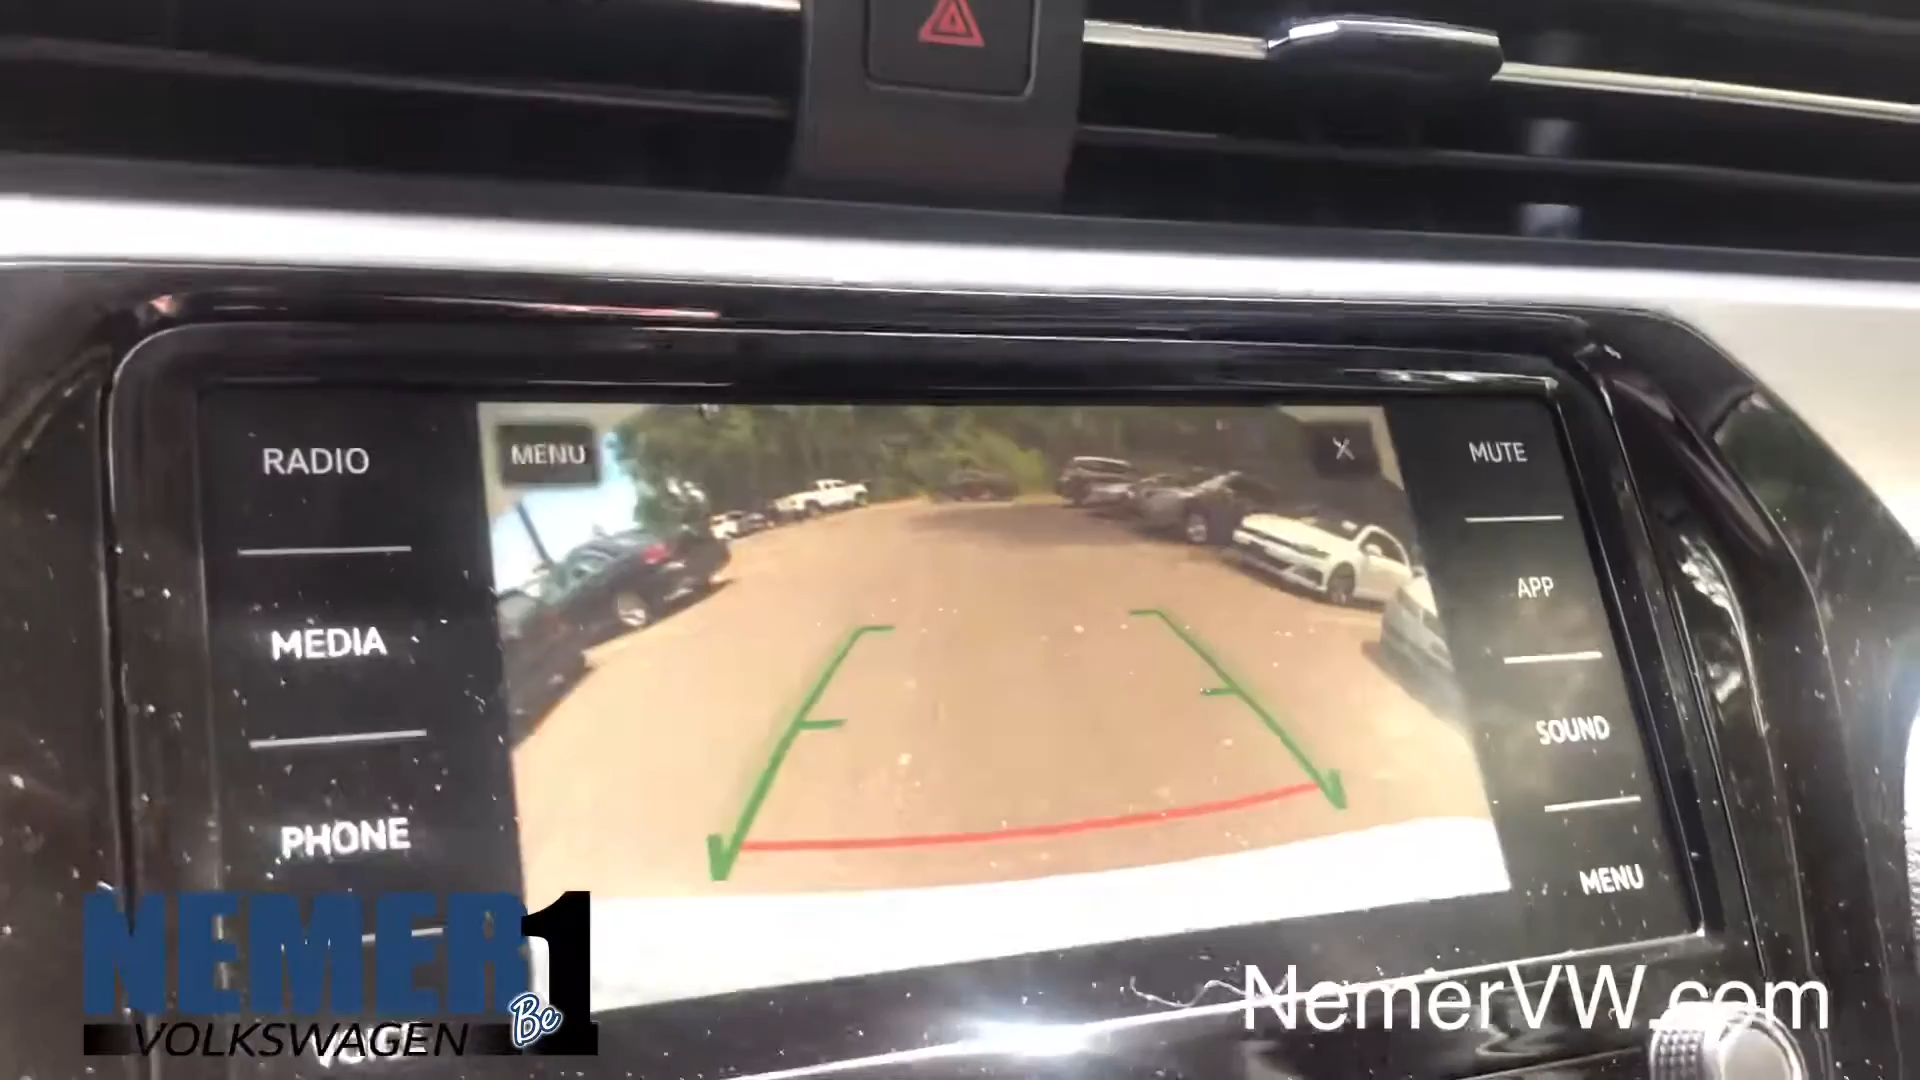 RADIO
MENU
X
MUTE
MEDIA
APP
PHONE
SOUND
MENU
NEMER
Be
1
VOLKSWAGEN
NemerVW.com